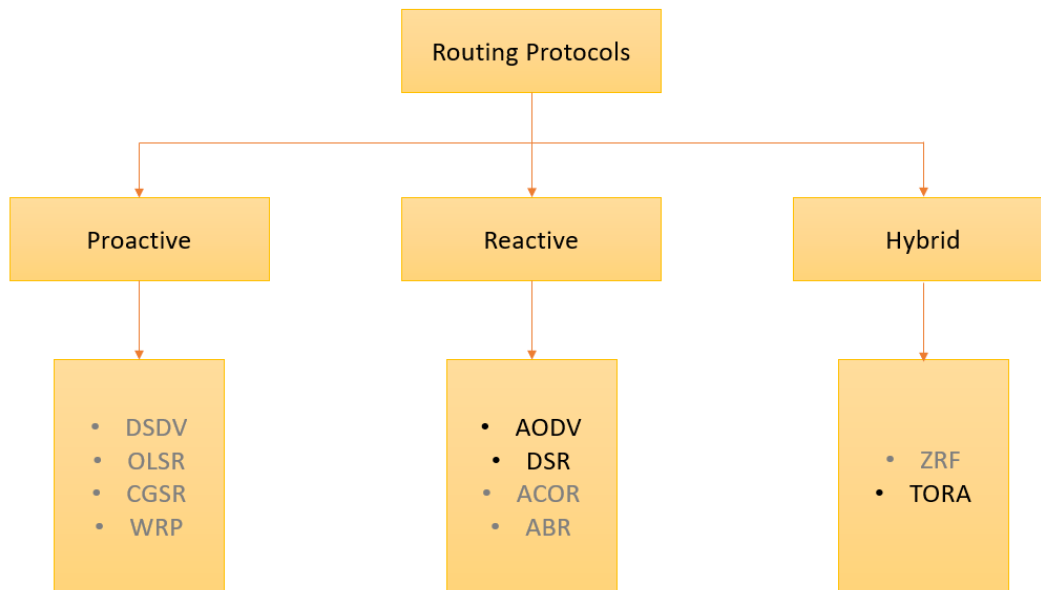 Routing Protocols
Proactive
Reactive
Hybrid
• DSDV
• OLSR
• CGSR
• WRP
• AODV
• DSR
• ACOR
• ABR
• ZRF
• TORA